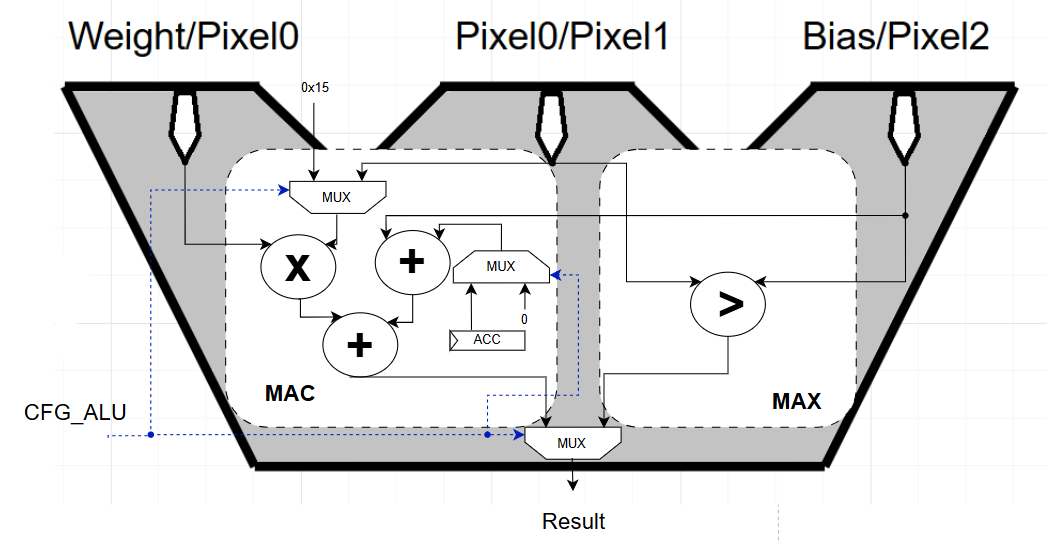 Weight/Pixel0
Pixel0/Pixel1
Bias/Pixel2
0x15
MUX
x
+
MUX
>
0
ACC
+
MAC
MAX
CFG_ALU
MUX
Result